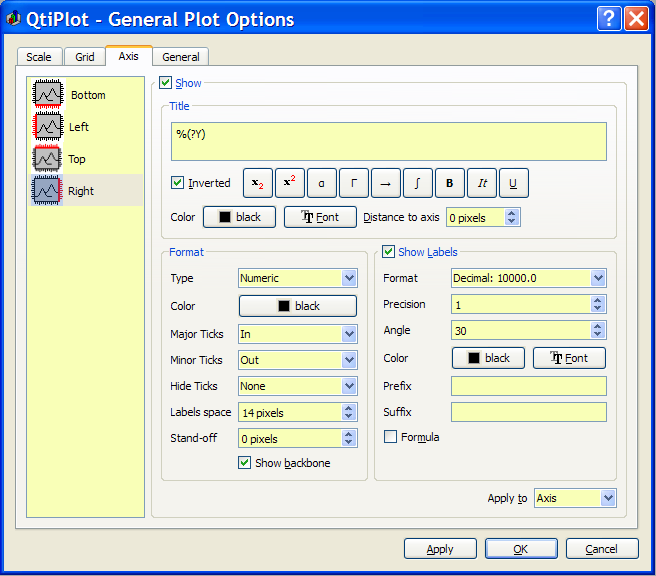 QtiPlot - General Plot Options
Scale Grid Axis General
Bottom
Left
Top
Right
Show
Title
%(?Y)
Inverted x2 x2 α Γ → ∫ B It U
Color black Font Distance to axis 0 pixels
Format
Type Numeric
Color black
Major Ticks In
Minor Ticks Out
Hide Ticks None
Labels space 14 pixels
Stand-off 0 pixels
Show backbone
Show Labels
Format Decimal: 10000.0
Precision 1
Angle 30
Color black Font
Prefix
Suffix
Formula
Apply to Axis
Apply OK Cancel